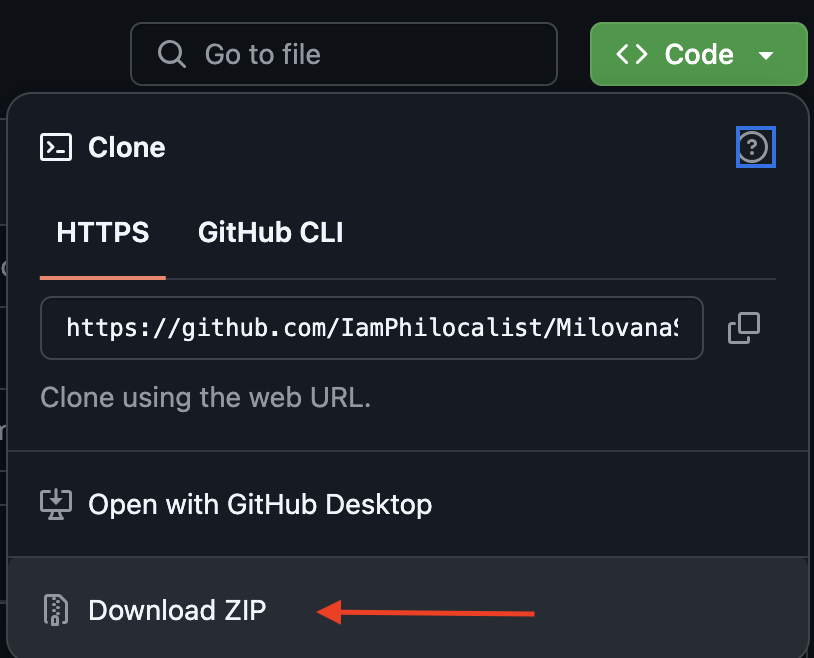 Go to file
<> Code
Clone
HTTPS GitHub CLI
https://github.com/IamPhilocalist/Milovana
Clone using the web URL.
Open with GitHub Desktop
Download ZIP